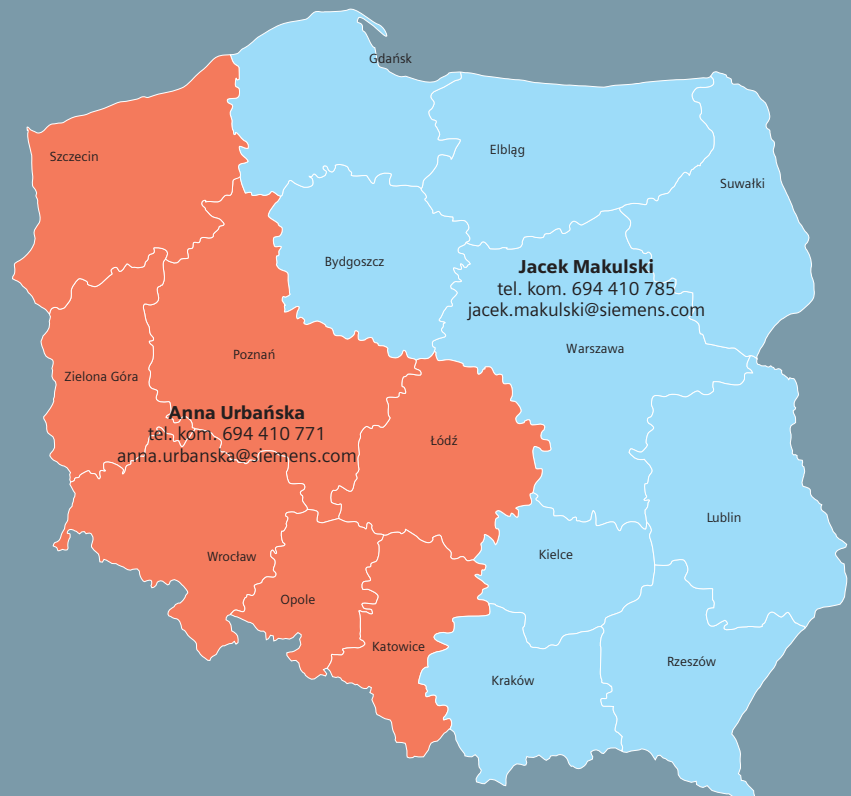 Gdańsk
Szczecin
Elbląg
Suwałki
Bydgoszcz
Jacek Makulski
tel. kom. 694 410 785
jacek.makulski@siemens.com
Warszawa
Poznań
Zielona Góra
Anna Urbańska
tel. kom. 694 410 771
anna.urbanska@siemens.com
Łódź
Lublin
Wrocław
Kielce
Opole
Katowice
Rzeszów
Kraków